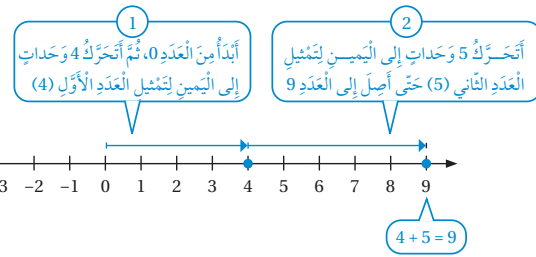 1
أَبْدَأُ مِنَ الْعَدَدِ 0، ثُمَّ أَتَحَرَّكُ 4 وَحَداتٍ
إِلى الْيَمينِ لِتَمْثيلِ الْعَدَدِ الْأَوَّلِ (4)
2
أَتَحَــرَّكُ 5 وَحَداتٍ إِلى الْيَميــنِ لِتَمْثيلِ
الْعَدَدِ الثّاني (5) حَتّى أَصِلَ إِلى الْعَدَدِ 9
3 −2 −1 0 1 2 3 4 5 6 7 8 9
4 + 5 = 9